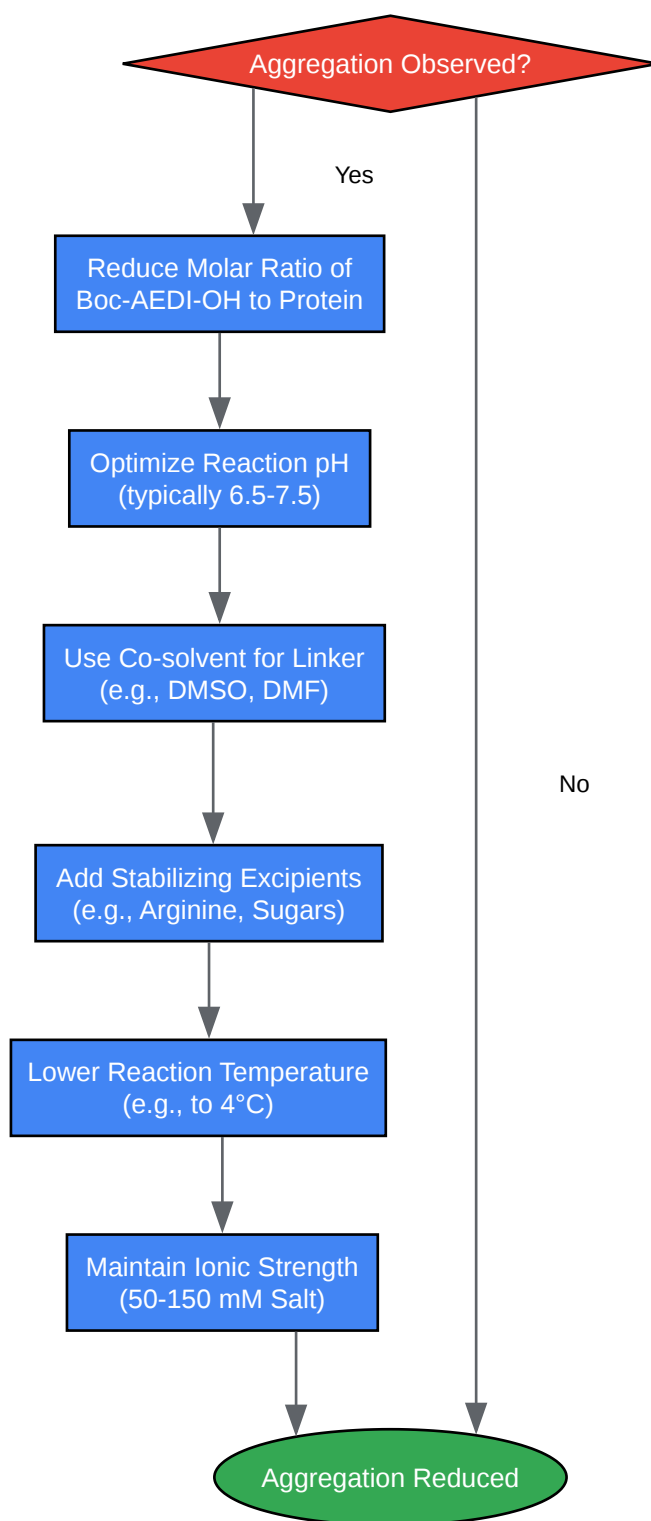 Aggregation Observed?
Yes
Reduce Molar Ratio of
Boc-AEDI-OH to Protein
Optimize Reaction pH
(typically 6.5-7.5)
Use Co-solvent for Linker
(e.g., DMSO, DMF)
No
Add Stabilizing Excipients
(e.g., Arginine, Sugars)
Lower Reaction Temperature
(e.g., to 4°C)
Maintain Ionic Strength
(50-150 mM Salt)
Aggregation Reduced